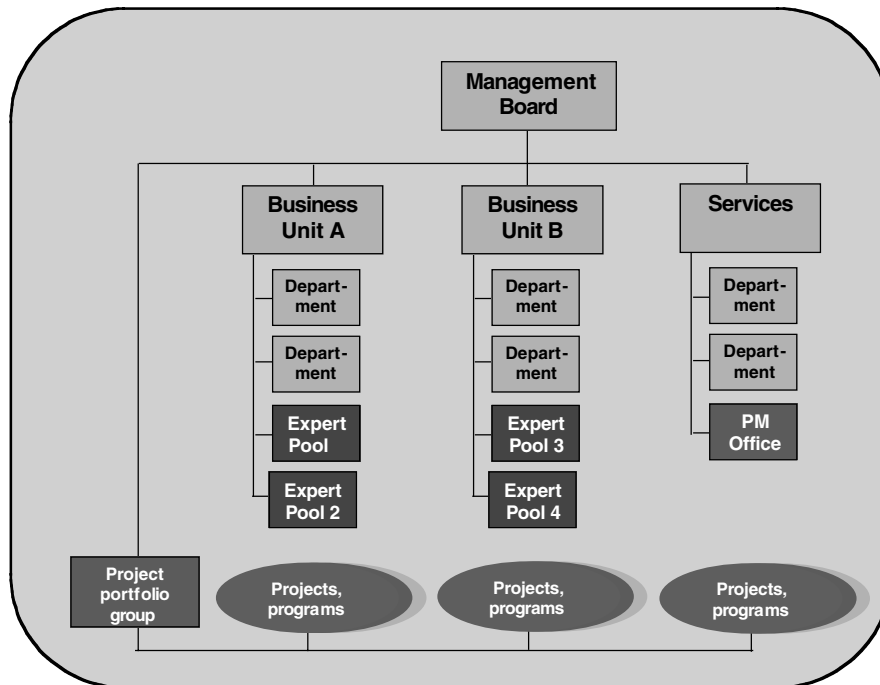 Management
Board
Business
Unit A
Business
Unit B
Services
Depart-
ment
Depart-
ment
Depart-
ment
Depart-
ment
Depart-
ment
Depart-
ment
Expert
Pool
Expert
Pool 3
PM
Office
Expert
Pool 2
Expert
Pool 4
Project
portfolio
group
Projects,
programs
Projects,
programs
Projects,
programs